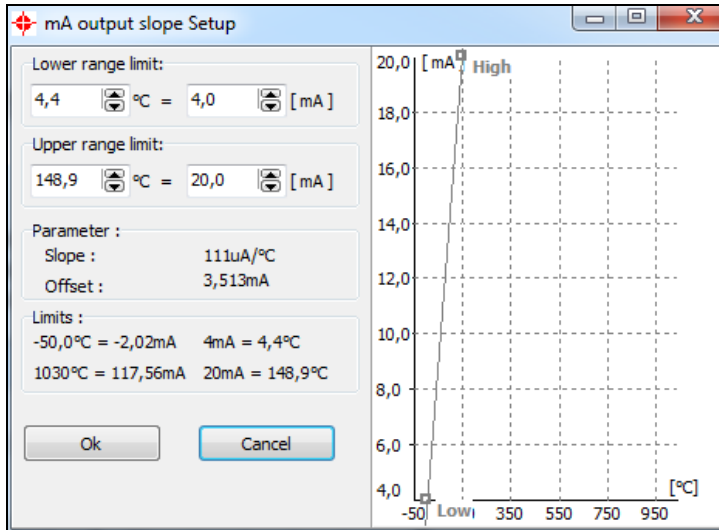 mA output slope Setup
Lower range limit:
4,4 °C = 4,0 [ mA ]
Upper range limit:
148,9 °C = 20,0 [ mA ]
Parameter :
Slope : 111uA/°C
Offset : 3,513mA
Limits :
-50,0°C = -2,02mA 4mA = 4,4°C
1030°C = 117,56mA 20mA = 148,9°C
Ok Cancel
20,0 [ mA High
18,0
16,0
14,0
12,0
10,0
8,0
6,0
4,0 [°C]
-50 Low 350 550 750 950